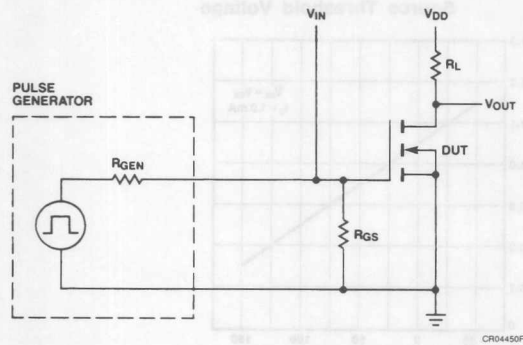 VIN
VDD
RL
PULSE
GENERATOR
VOUT
DUT
RGEN
RGS
CR04450F